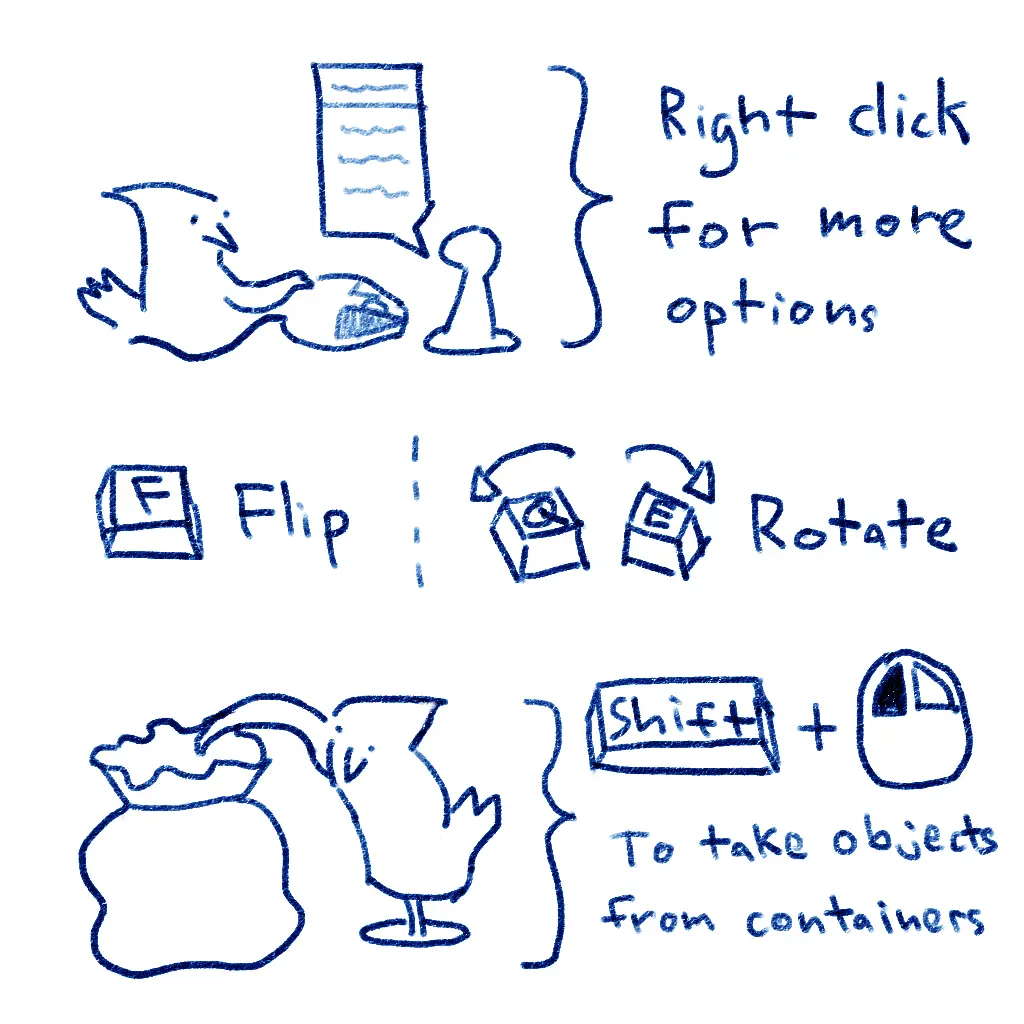 Right click
for more
options
F Flip Q E Rotate
Shift +
To take objects
from containers